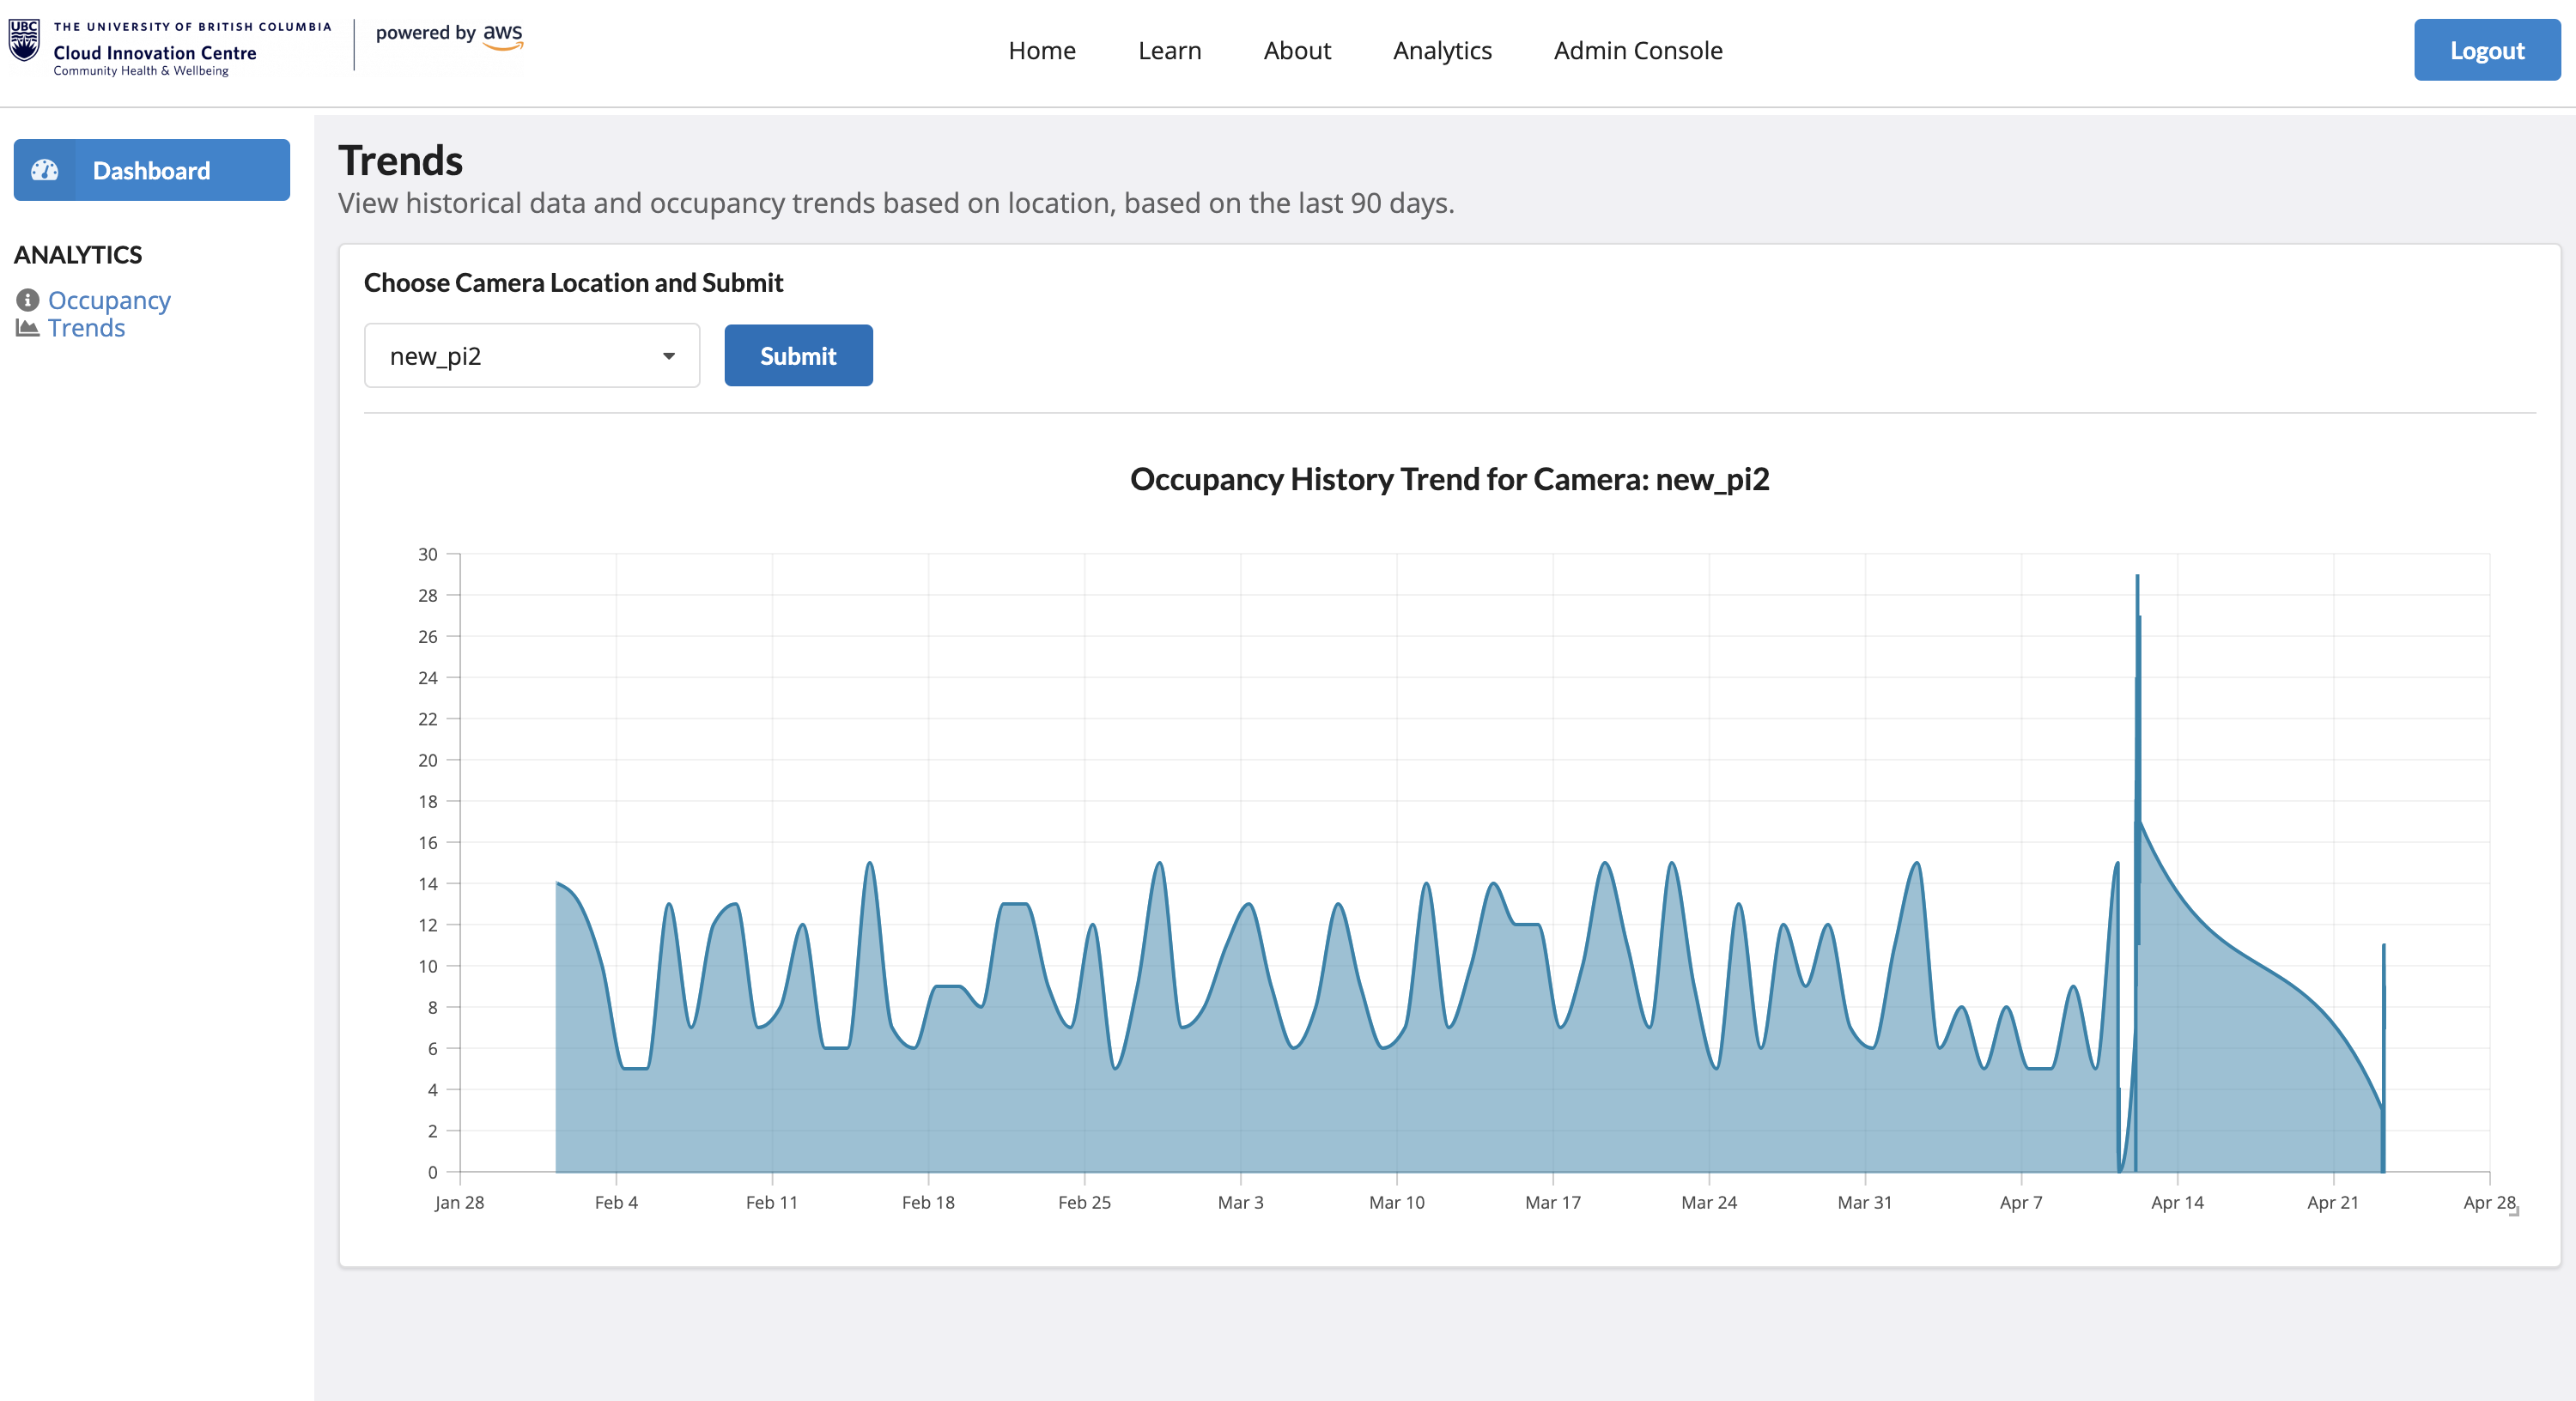 UBC
THE UNIVERSITY OF BRITISH COLUMBIA
Cloud Innovation Centre
Community Health & Wellbeing
powered by aws
Home Learn About Analytics Admin Console
Logout
Dashboard
ANALYTICS
Occupancy
Trends
Trends
View historical data and occupancy trends based on location, based on the last 90 days.
Choose Camera Location and Submit
new_pi2
Submit
Occupancy History Trend for Camera: new_pi2
30
28
26
24
22
20
18
16
14
12
10
8
6
4
2
0
Jan 28 Feb 4 Feb 11 Feb 18 Feb 25 Mar 3 Mar 10 Mar 17 Mar 24 Mar 31 Apr 7 Apr 14 Apr 21 Apr 28